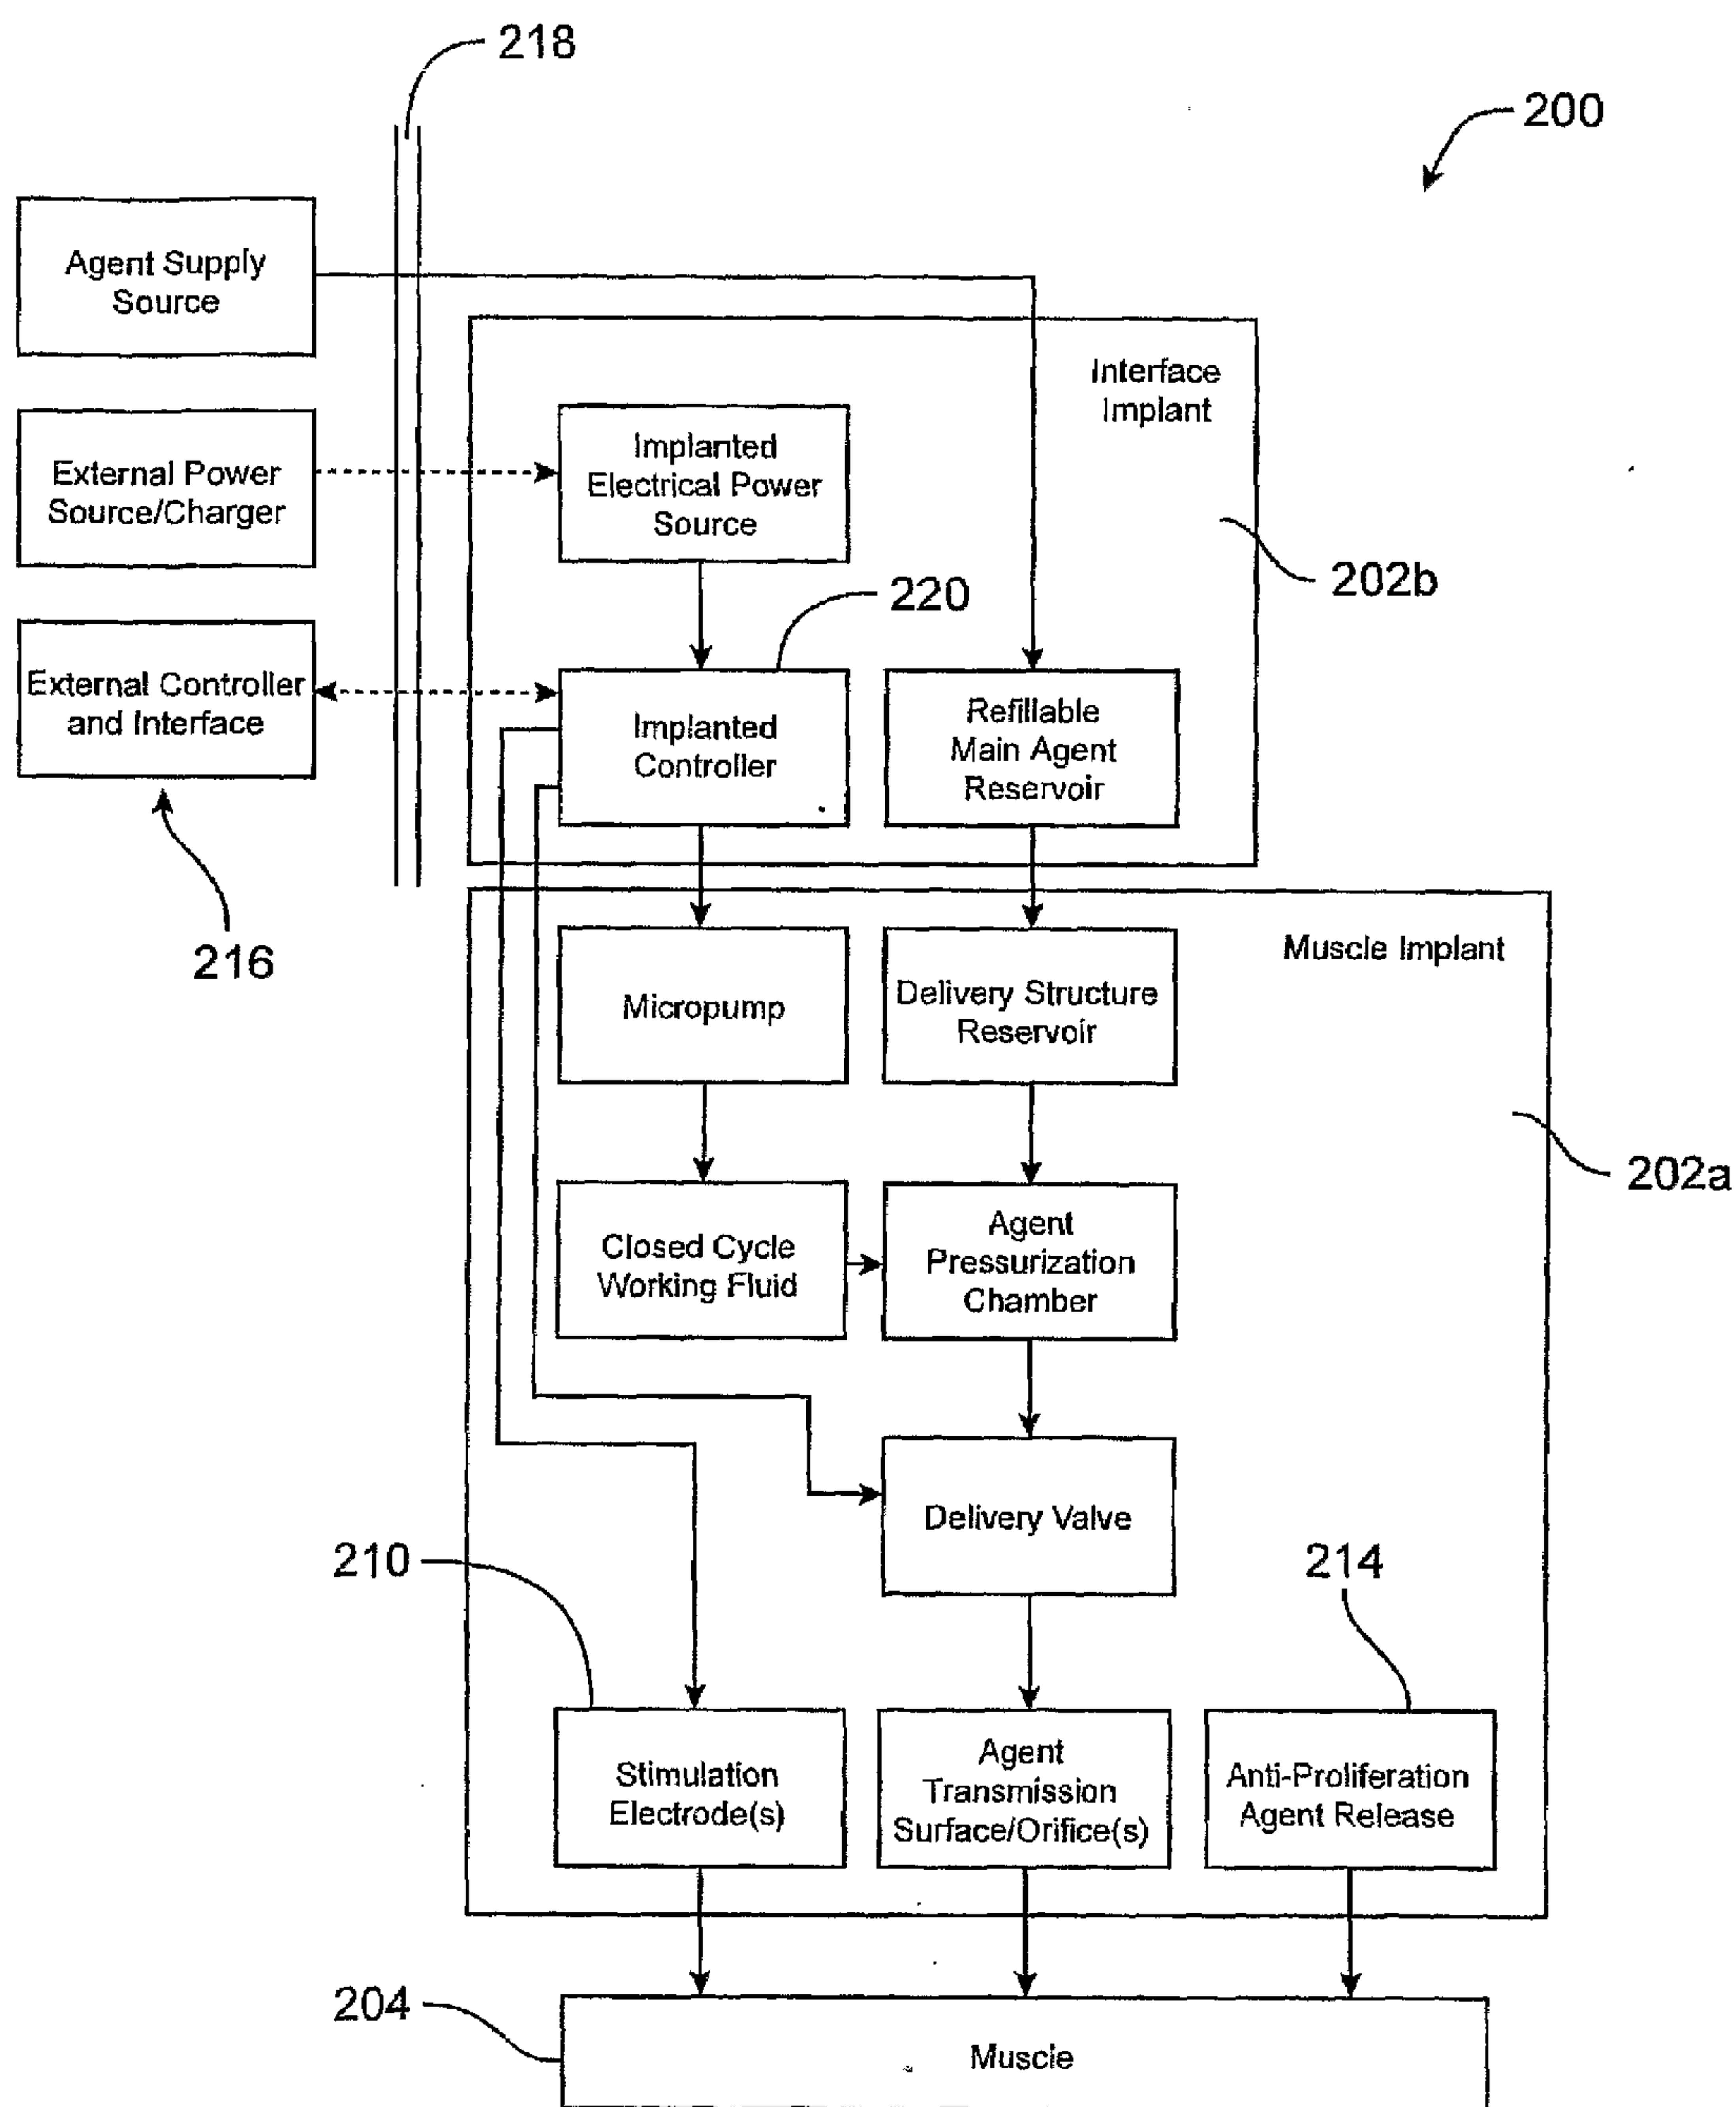 218
200
Agent Supply
Source
Interface
Implant
External Power
Source/Charger
Implanted
Electrical Power
Source
202b
220
External Controller
and Interface
Implanted
Controller
Refillable
Main Agent
Reservoir
216
Muscle Implant
Micropump
Delivery Structure
Reservoir
202a
Closed Cycle
Working Fluid
Agent
Pressurization
Chamber
Delivery Valve
210
214
Stimulation
Electrode(s)
Agent
Transmission
Surface/Orifice(s)
Anti-Proliferation
Agent Release
204
Muscle